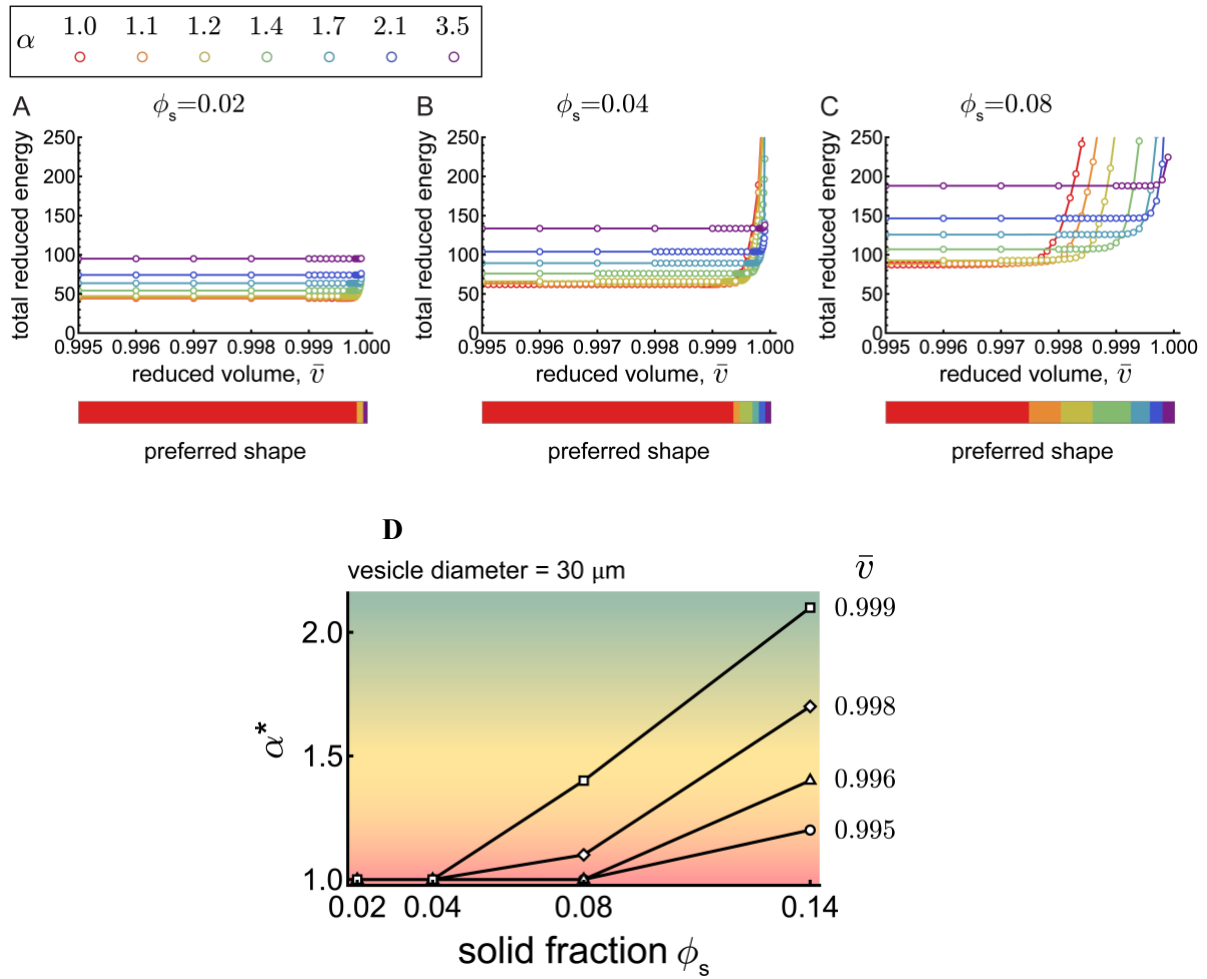 α 1.0 1.1 1.2 1.4 1.7 2.1 3.5
A ϕs=0.02
total reduced energy
250
200
150
100
50
0
0.995 0.996 0.997 0.998 0.999 1.000
reduced volume, v̄
preferred shape
B ϕs=0.04
total reduced energy
250
200
150
100
50
0
0.995 0.996 0.997 0.998 0.999 1.000
reduced volume, v̄
preferred shape
C ϕs=0.08
total reduced energy
250
200
150
100
50
0
0.995 0.996 0.997 0.998 0.999 1.000
reduced volume, v̄
preferred shape
D
vesicle diameter = 30 μm
v̄
0.999
0.998
0.996
0.995
α*
2.0
1.5
1.0
0.02 0.04 0.08 0.14
solid fraction ϕs